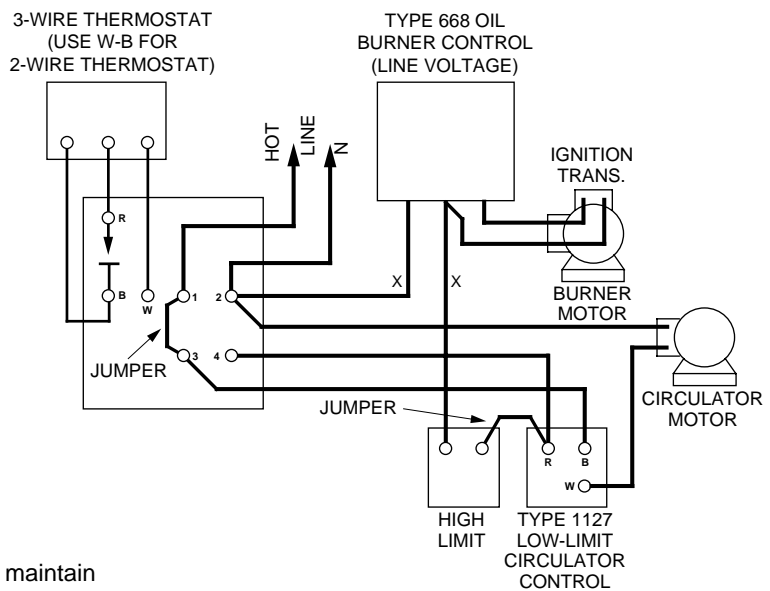 3-WIRE THERMOSTAT
(USE W-B FOR
2-WIRE THERMOSTAT)
TYPE 668 OIL
BURNER CONTROL
(LINE VOLTAGE)
HOT
LINE
N
IGNITION
TRANS.
R
B
W
1
2
X
X
BURNER
MOTOR
3
4
JUMPER
JUMPER
CIRCULATOR
MOTOR
R
B
W
HIGH
LIMIT
TYPE 1127
LOW-LIMIT
CIRCULATOR
CONTROL
maintain